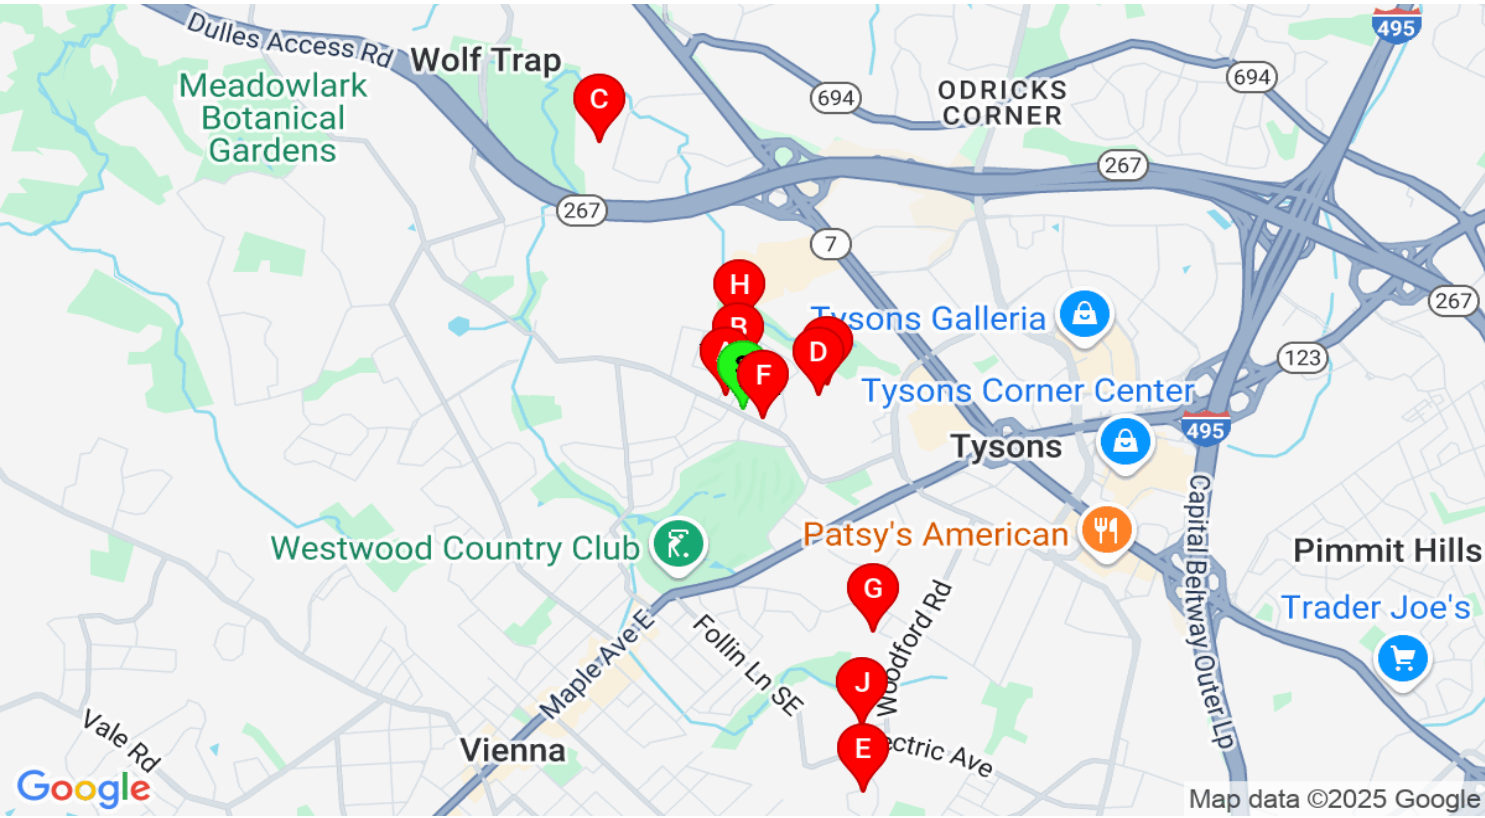 495
Dulles Access Rd
Wolf Trap
694
694
Meadowlark
Botanical
Gardens
C
ODRICKS
CORNER
267
267
7
H
267
B
Tysons Galleria
A
D
123
F
Tysons Corner Center
495
Tysons
Capital Beltway Outer Lp
Patsy's American
Westwood Country Club
Pimmit Hills
G
Woodford Rd
Trader Joe's
Maple Ave E
Follin Ln SE
J
Vale Rd
Vienna
E
ectric Ave
Google
Map data ©2025 Google